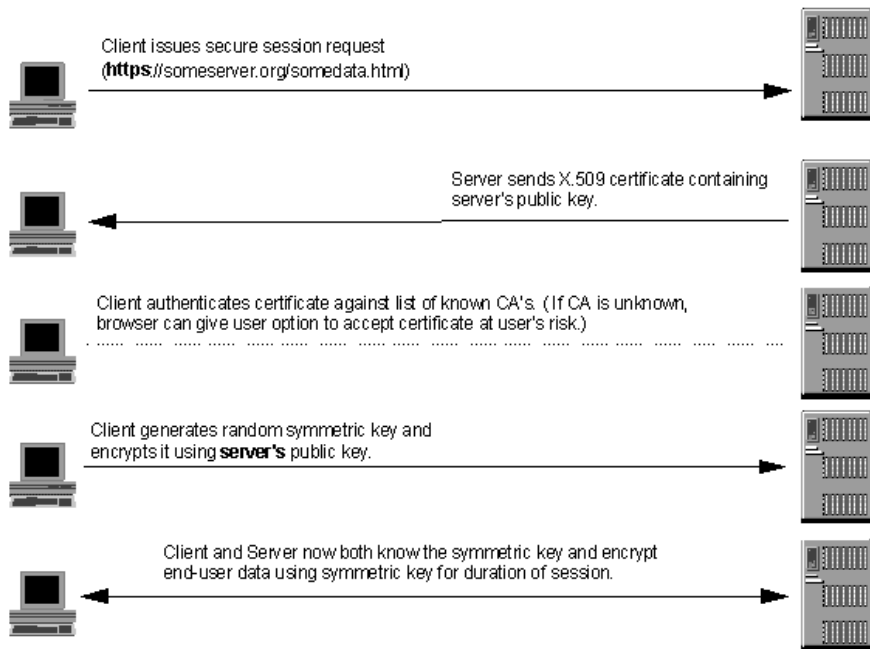 Client issues secure session request
(https://someserver.org/somedata.html)
Server sends X.509 certificate containing
server's public key.
Client authenticates certificate against list of known CA's. ( If CA is unknown,
browser can give user option to accept certificate at user's risk.)
Client generates random symmetric key and
encrypts it using server's public key.
Client and Server now both know the symmetric key and encrypt
end-user data using symmetric key for duration of session.